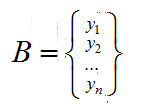 B = { y₁
y₂
...
yₙ }